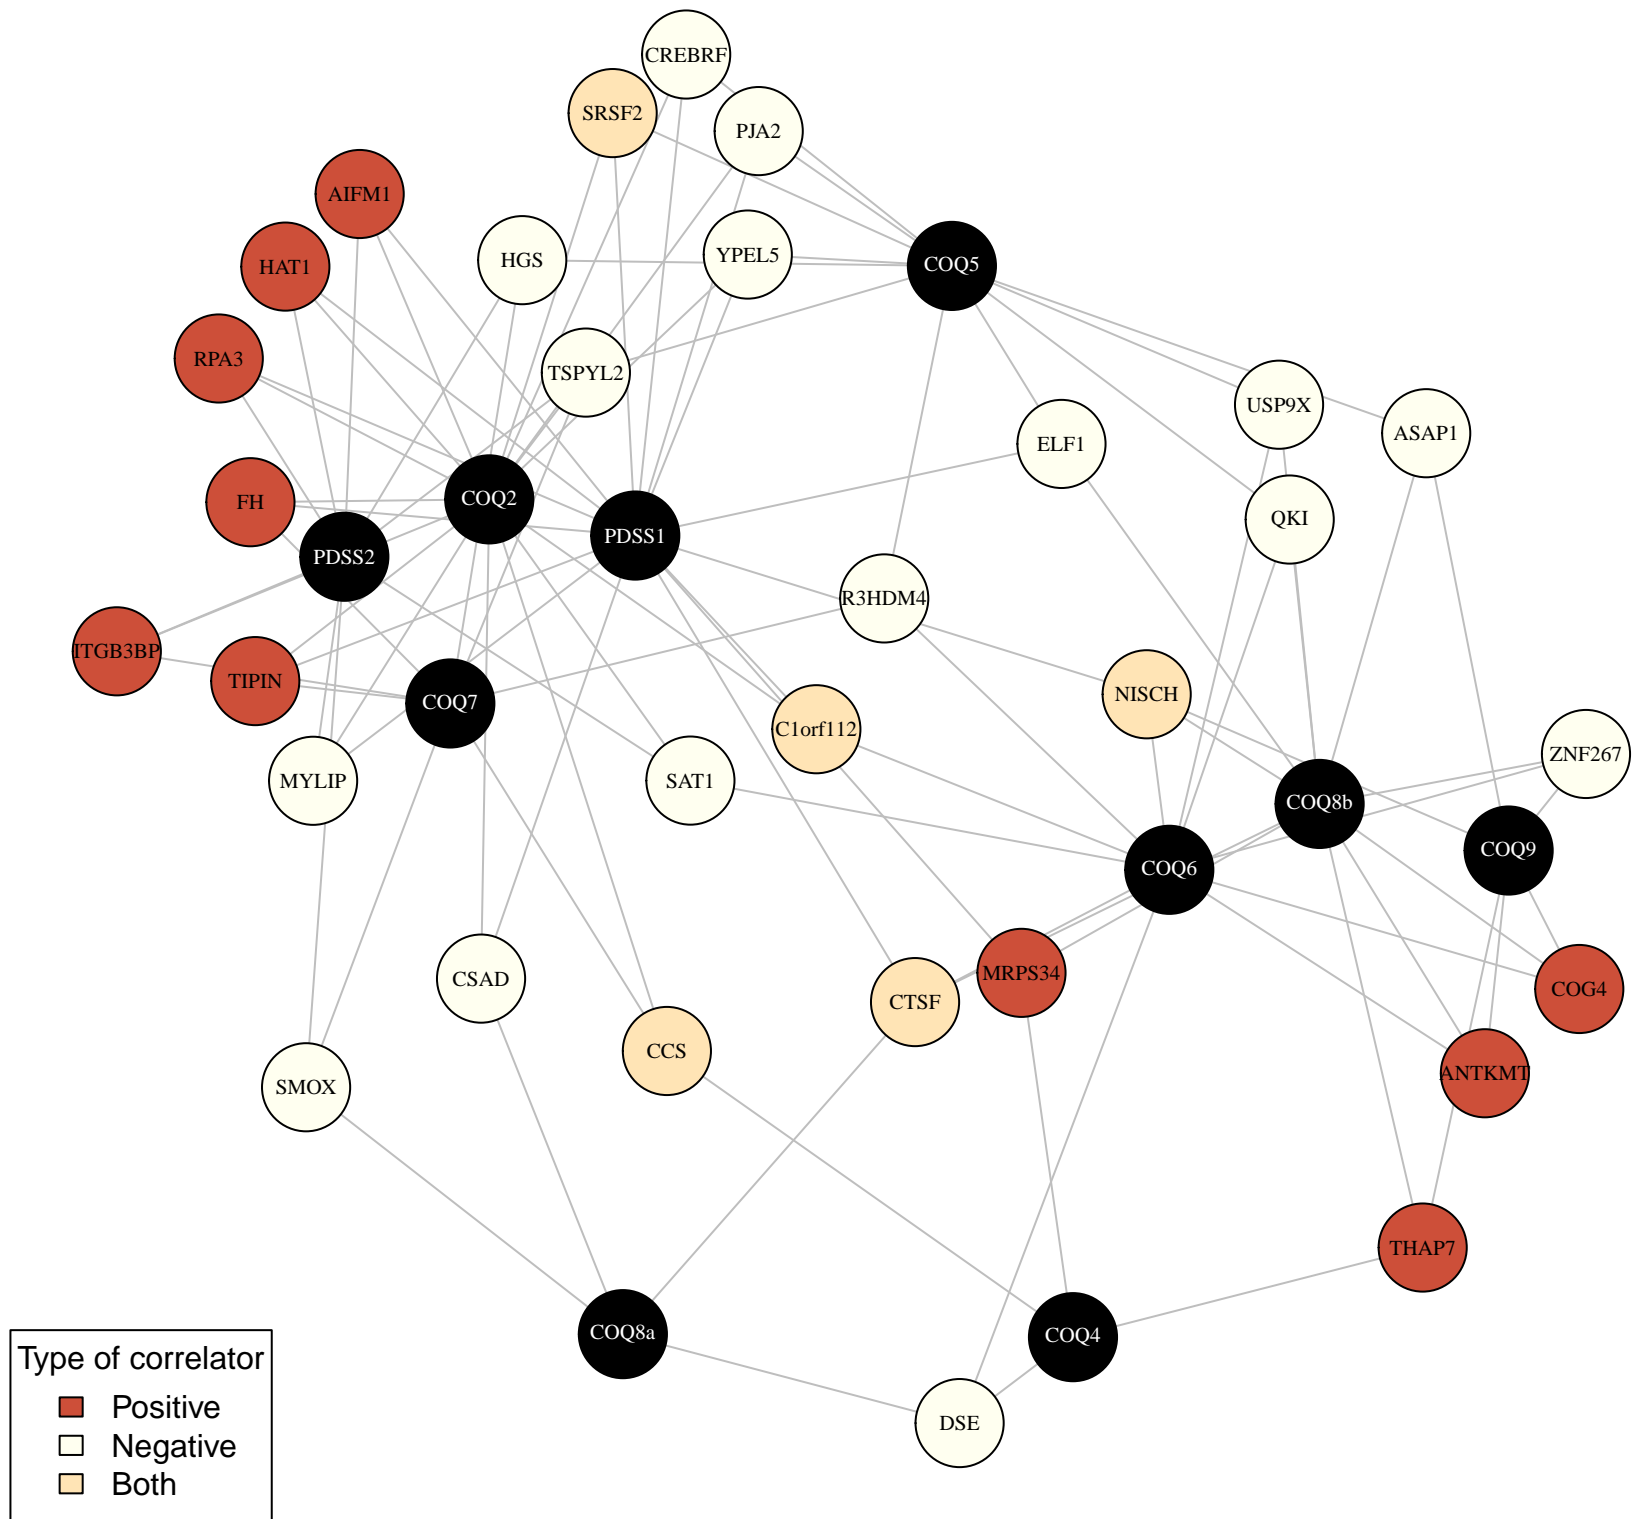 CREBRF
SRSF2
PJA2
AIFM1
HAT1
HGS
YPEL5
COQ5
RPA3
TSPYL2
USP9X
ASAP1
ELF1
COQ2
FH
QKI
PDSS1
PDSS2
R3HDM4
ITGB3BP
TIPIN
NISCH
COQ7
C1orf112
ZNF267
MYLIP
SAT1
COQ8b
COQ9
COQ6
CSAD
MRPS34
COG4
CTSF
CCS
ANTKMT
SMOX
THAP7
COQ8a
COQ4
DSE
Type of correlator
Positive
Negative
Both